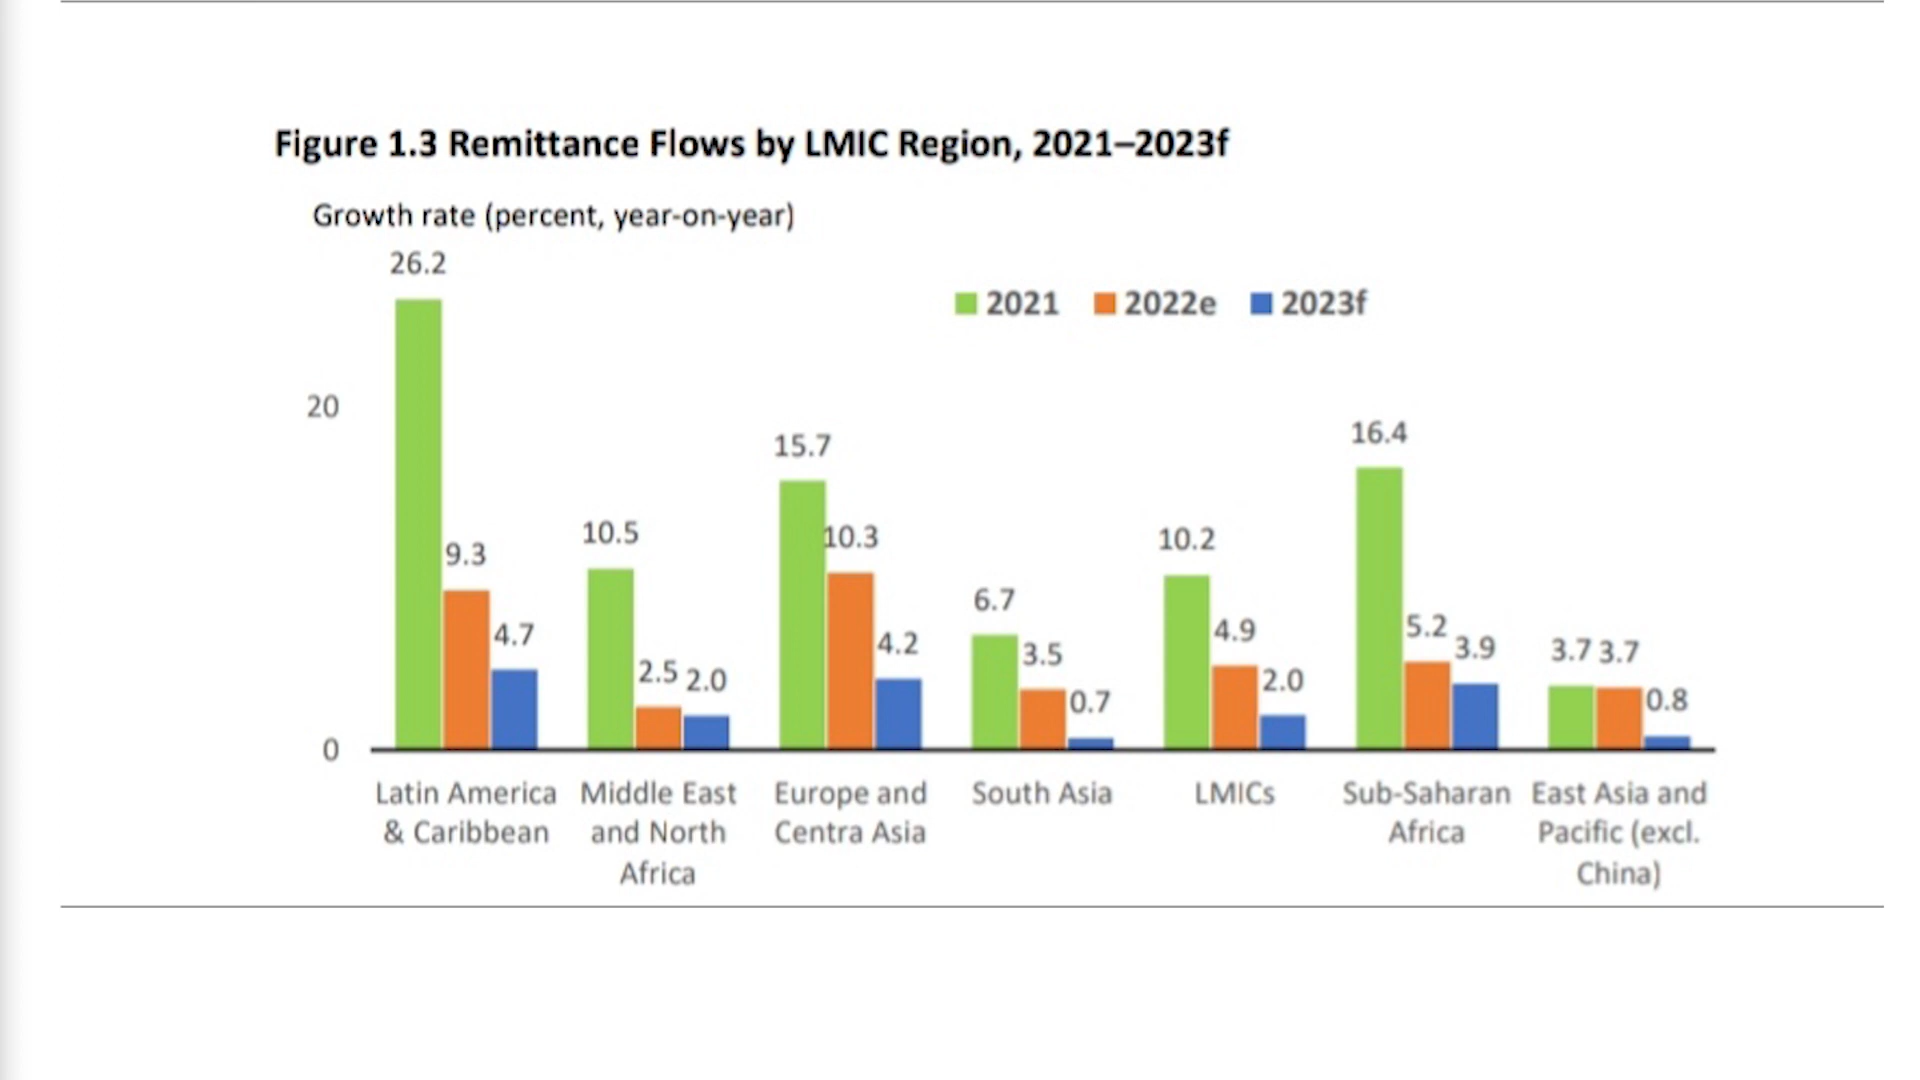 Figure 1.3 Remittance Flows by LMIC Region, 2021–2023f
Growth rate (percent, year-on-year)
26.2
2021 2022e 2023f
20
16.4
15.7
10.5
10.3
10.2
9.3
6.7
4.7
2.5 2.0
4.2
3.5
0.7
4.9
2.0
5.2
3.9
3.7 3.7
0.8
0
Latin America
& Caribbean
Middle East
and North
Africa
Europe and
Centra Asia
South Asia
LMICs
Sub-Saharan
Africa
East Asia and
Pacific (excl.
China)